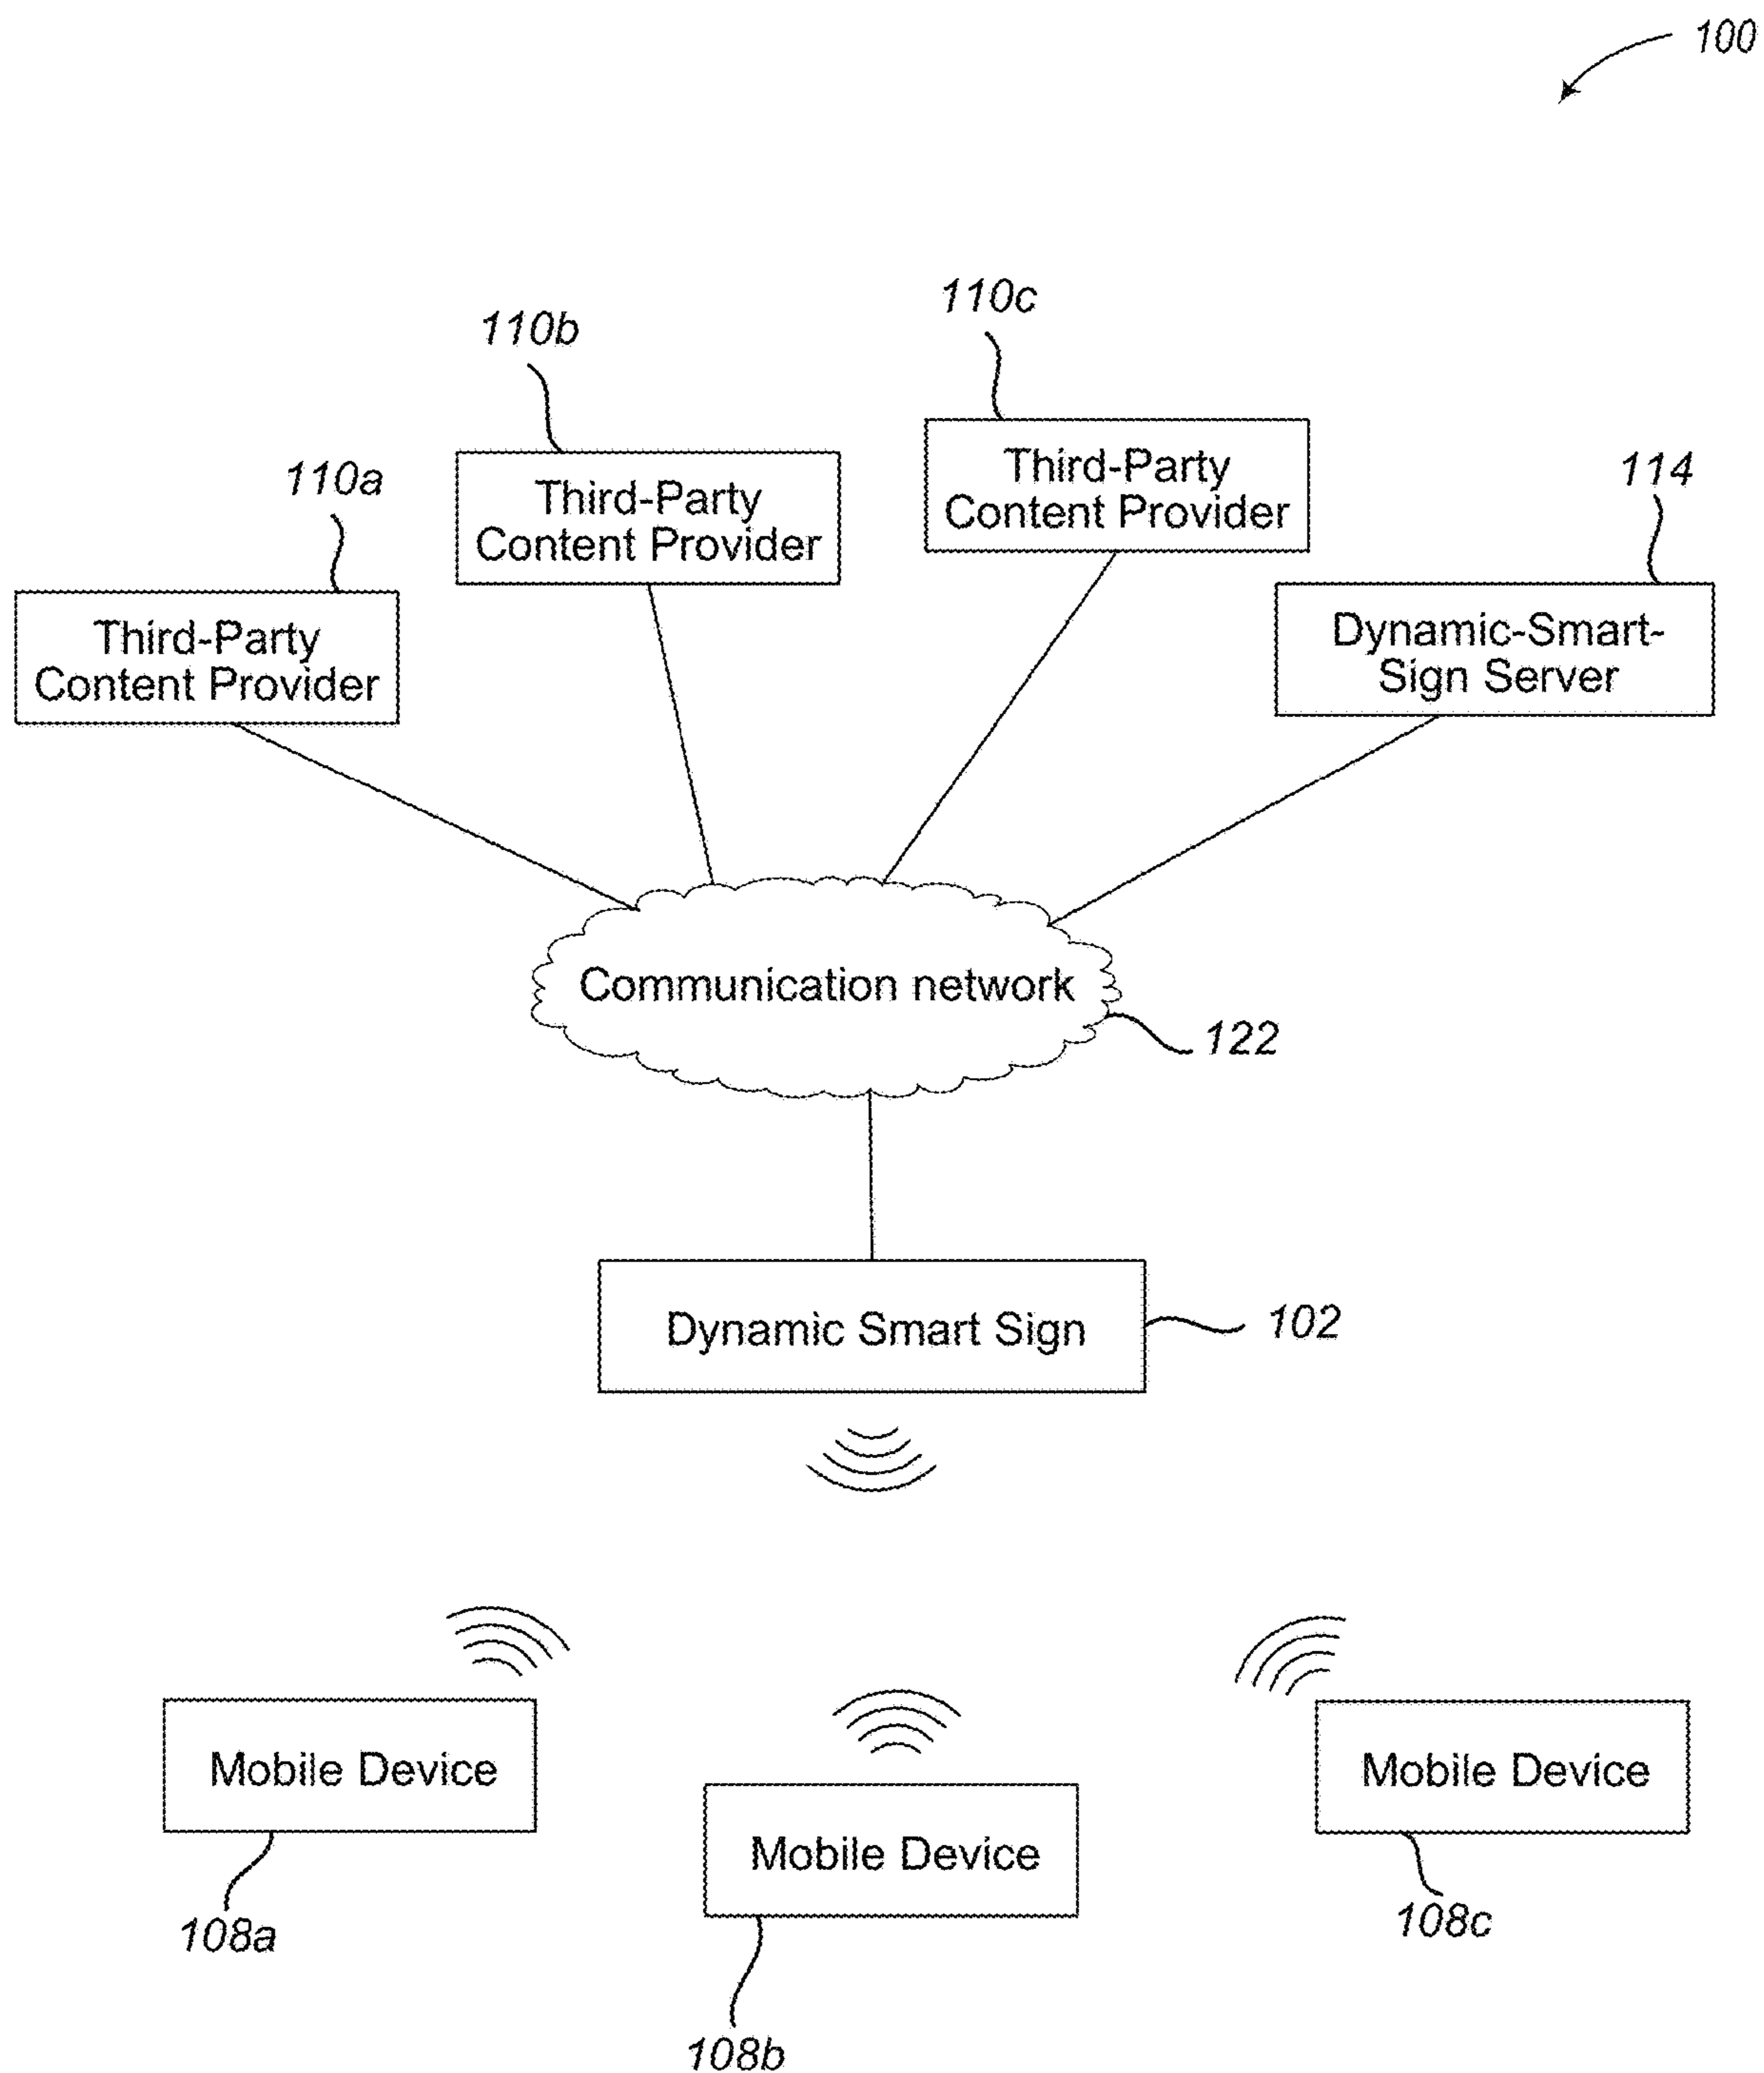 100
110c
110b
Third-Party
Content Provider
110a
Third-Party
Content Provider
114
Third-Party
Content Provider
Dynamic-Smart-
Sign Server
Communication network
122
Dynamic Smart Sign
102
Mobile Device
Mobile Device
Mobile Device
108a
108c
108b